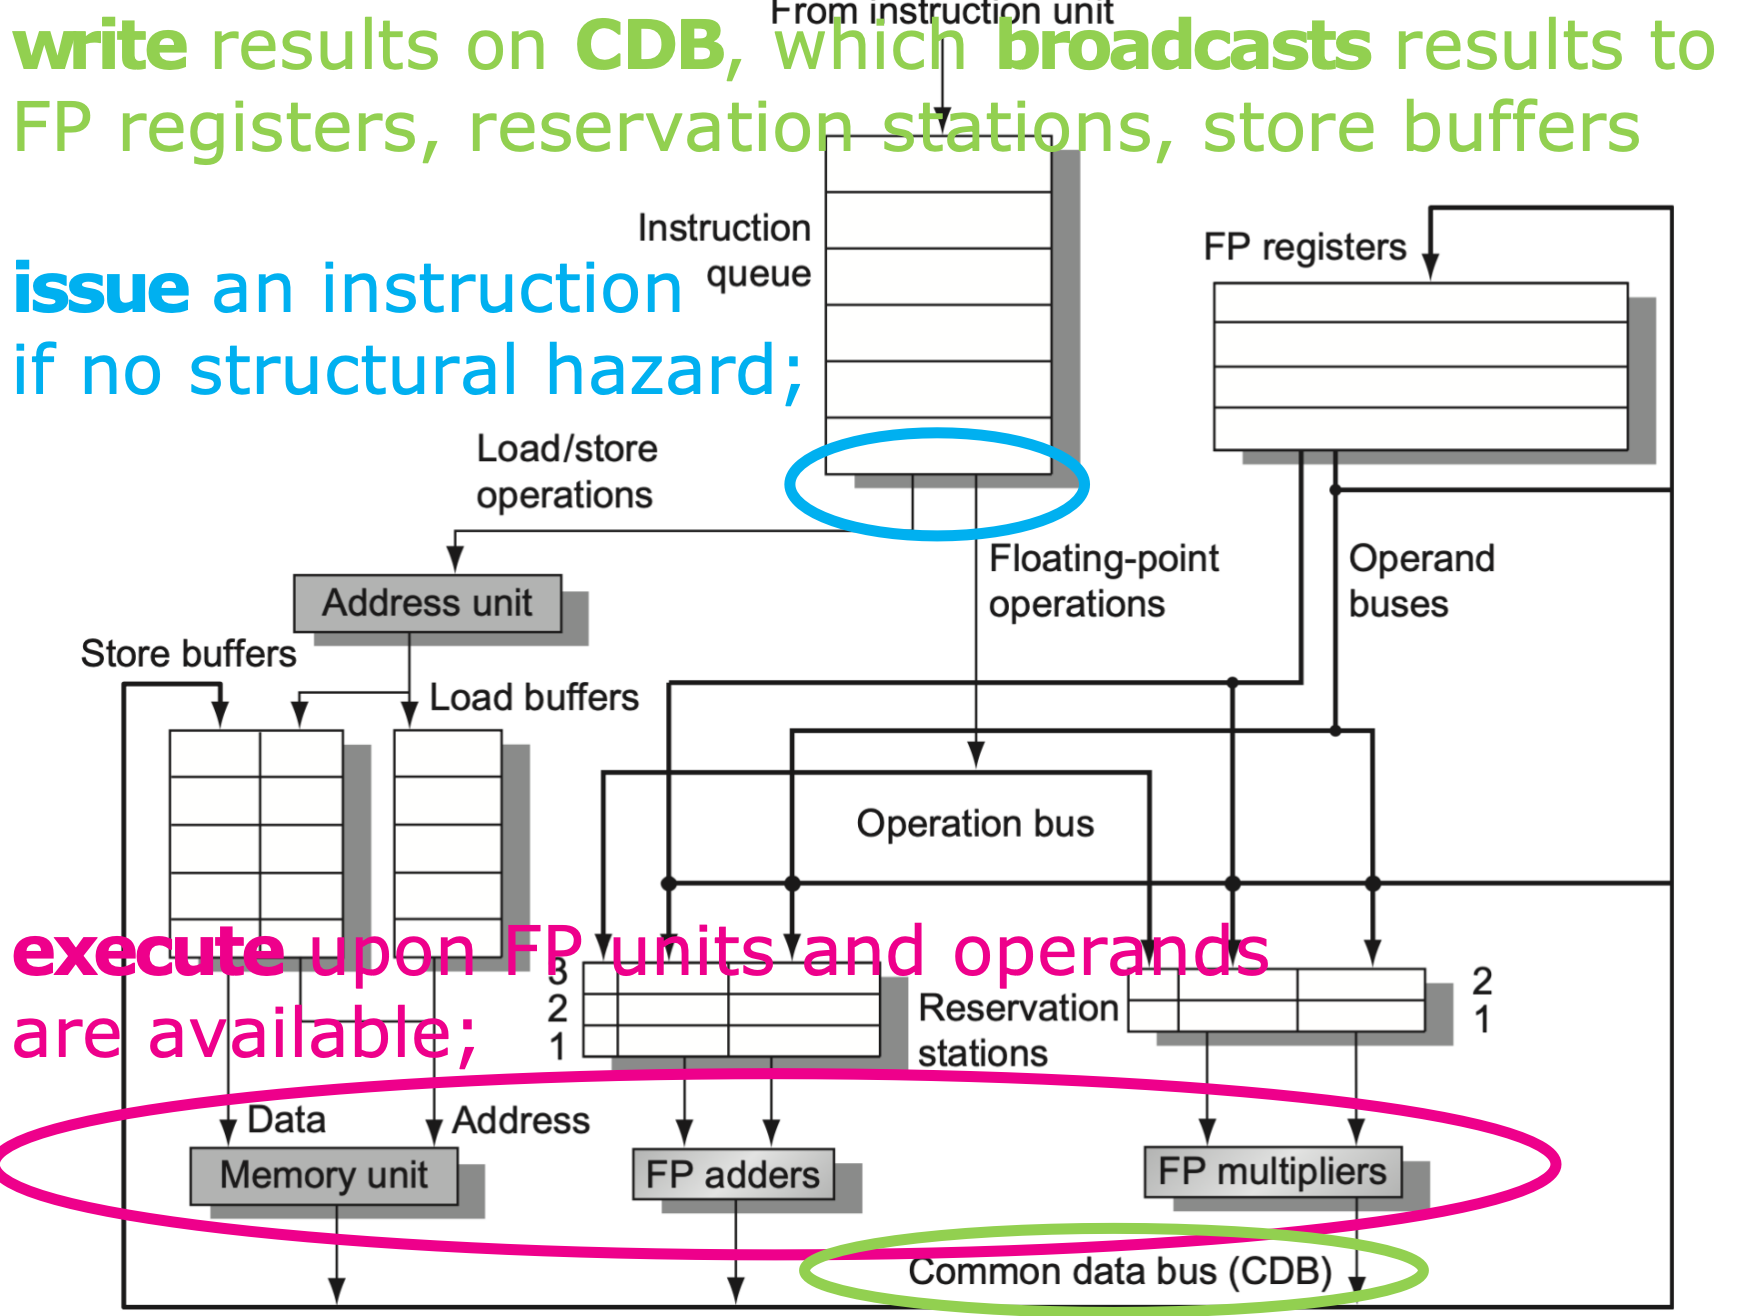 From instruction unit
write results on CDB, which broadcasts results to
FP registers, reservation stations, store buffers
Instruction
queue
FP registers
issue an instruction
if no structural hazard;
Load/store
operations
Floating-point
operations
Operand
buses
Address unit
Store buffers
Load buffers
Operation bus
execute upon FP units and operands
are available;
3
2
1
Reservation
stations
2
1
Data
Address
Memory unit
FP adders
FP multipliers
Common data bus (CDB)